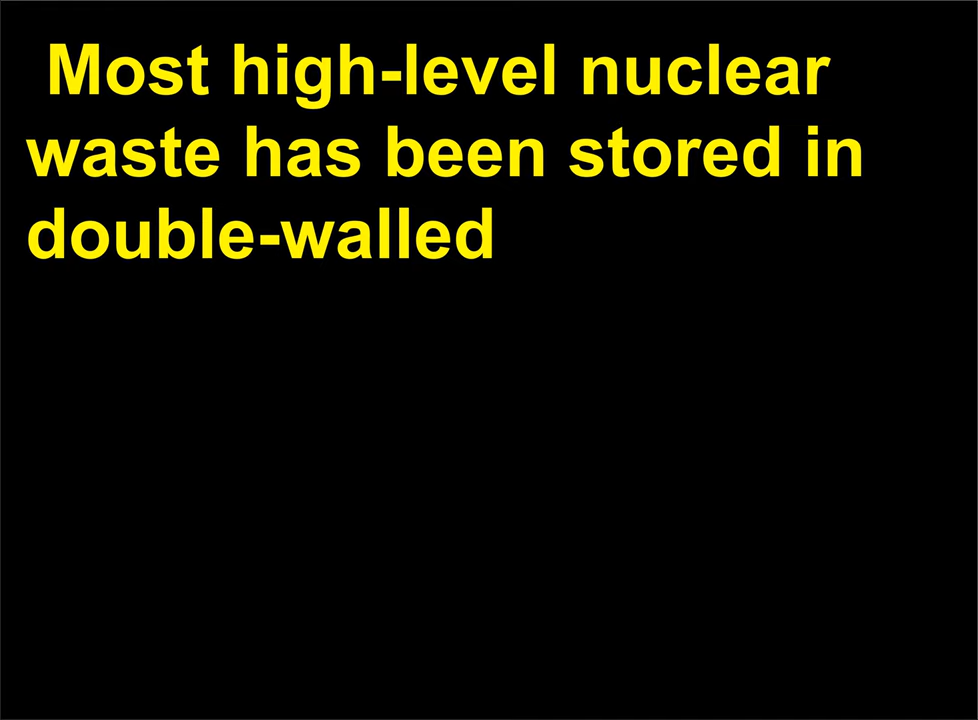 Most high-level nuclear
waste has been stored in
double-walled